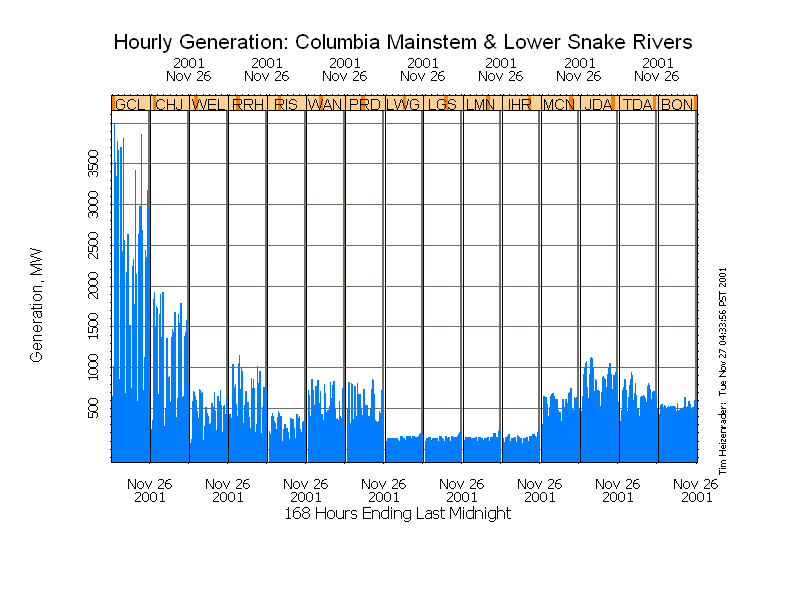 Hourly Generation: Columbia Mainstem & Lower Snake Rivers
2001 2001 2001 2001 2001 2001 2001
Nov 26 Nov 26 Nov 26 Nov 26 Nov 26 Nov 26 Nov 26
GCL CHJ WEL RRH RIS WAN PRD LWG LGS LMN IHR MCN JDA TDA BON
3500
3000
2500
2000
1500
1000
500
Generation, MW
Tim Heizenrader: Tue Nov 27 04:33:56 PST 2001
Nov 26 Nov 26 Nov 26 Nov 26 Nov 26 Nov 26 Nov 26 Nov 26
2001 2001 2001 2001 2001 2001 2001 2001
168 Hours Ending Last Midnight